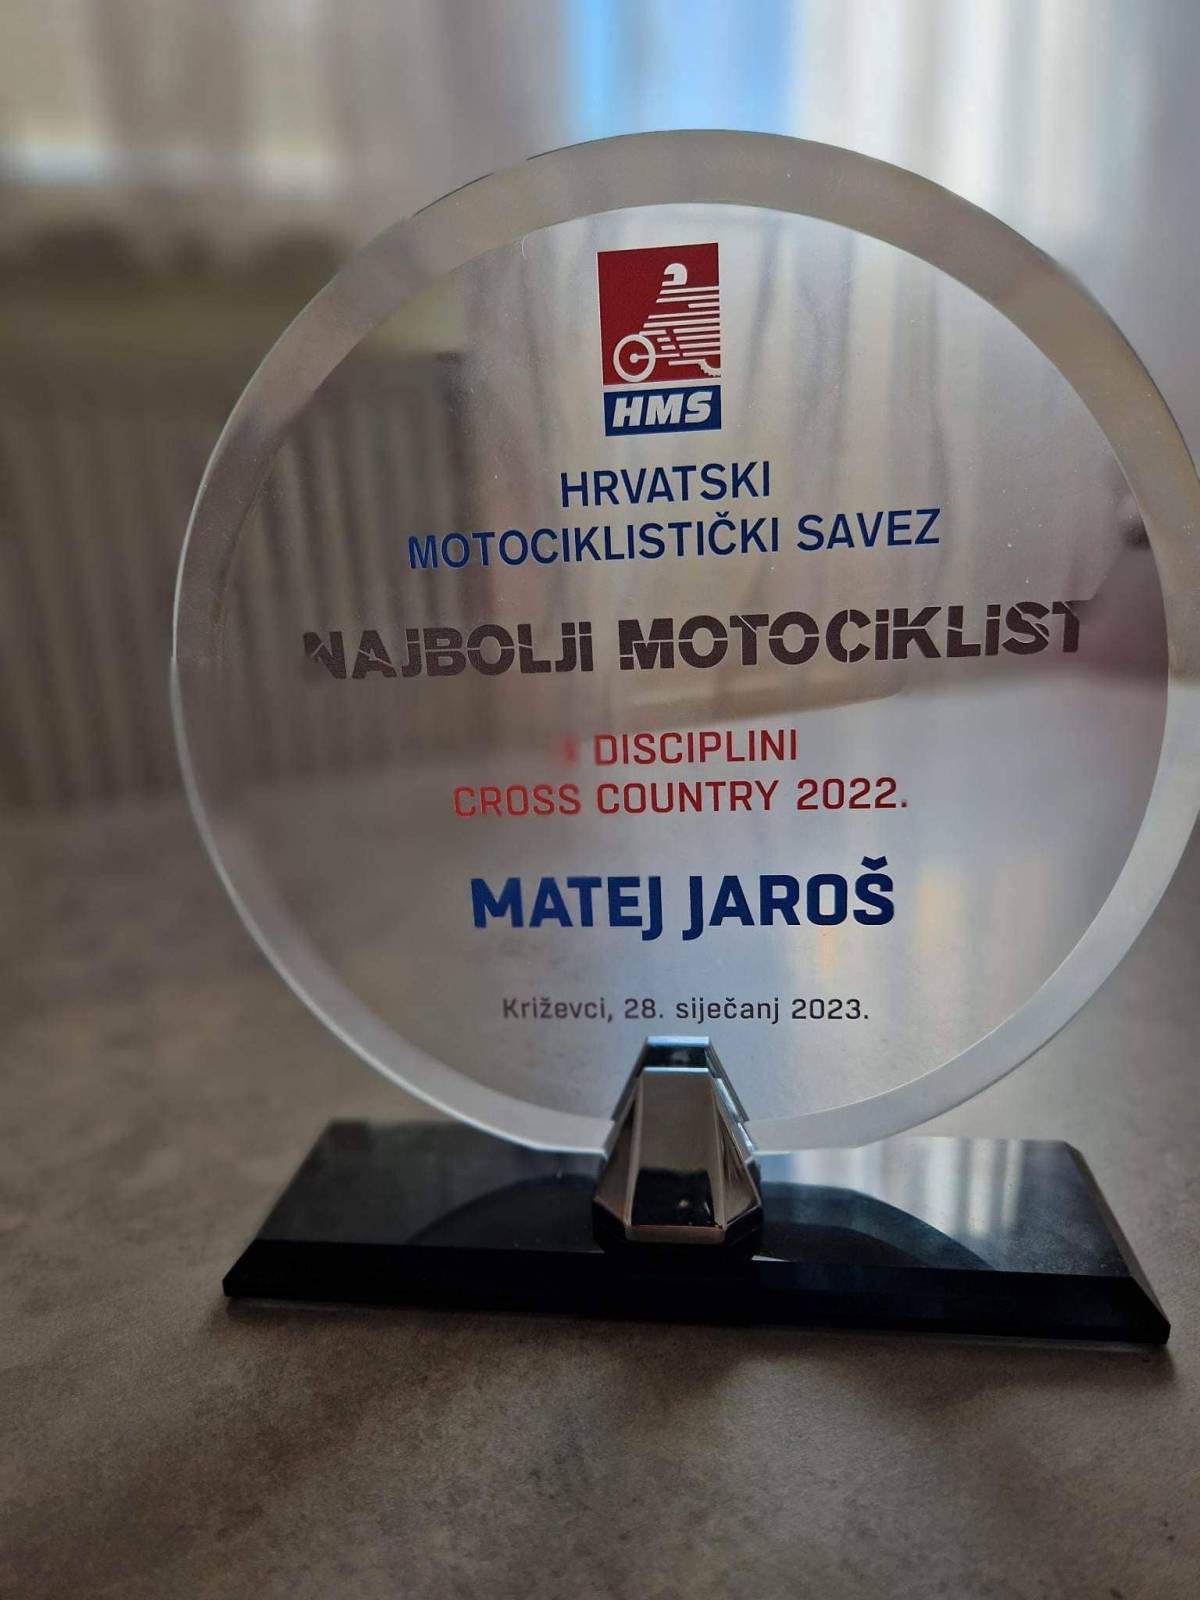 HMS
HRVATSKI
MOTOCIKLISTIČKI SAVEZ
NAJBOLJI MOTOCIKLIST
DISCIPLINI
CROSS COUNTRY 2022.
MATEJ JAROŠ
Križevci, 28. siječanj 2023.